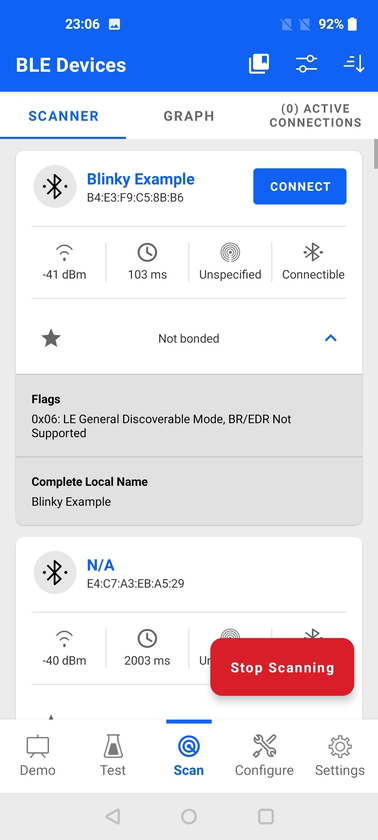 23:06
92%
BLE Devices
SCANNER
GRAPH
(0) ACTIVE
CONNECTIONS
Blinky Example
B4:E3:F9:C5:8B:B6
CONNECT
-41 dBm
103 ms
Unspecified
Connectible
Not bonded
Flags
0x06: LE General Discoverable Mode, BR/EDR Not
Supported
Complete Local Name
Blinky Example
N/A
E4:C7:A3:EB:A5:29
-40 dBm
2003 ms
Stop Scanning
Demo
Test
Scan
Configure
Settings